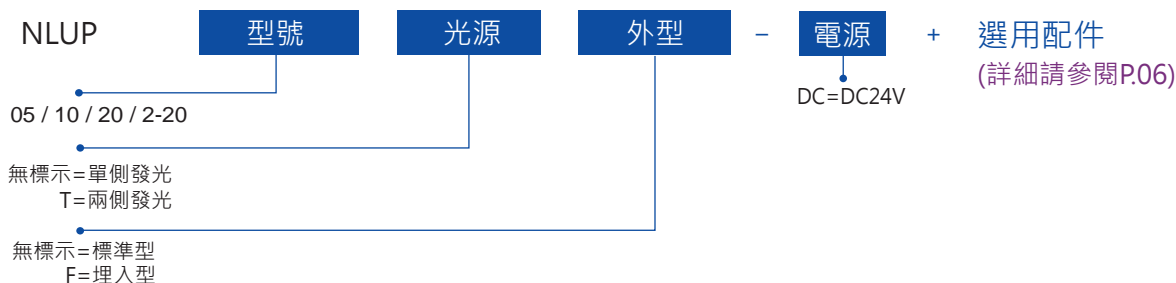 NLUP 型號 光源 外型 - 電源 + 選用配件
(詳細請參閱P.06)
DC=DC24V
05 / 10 / 20 / 2-20
無標示=單側發光
T=兩側發光
無標示=標準型
F=埋入型